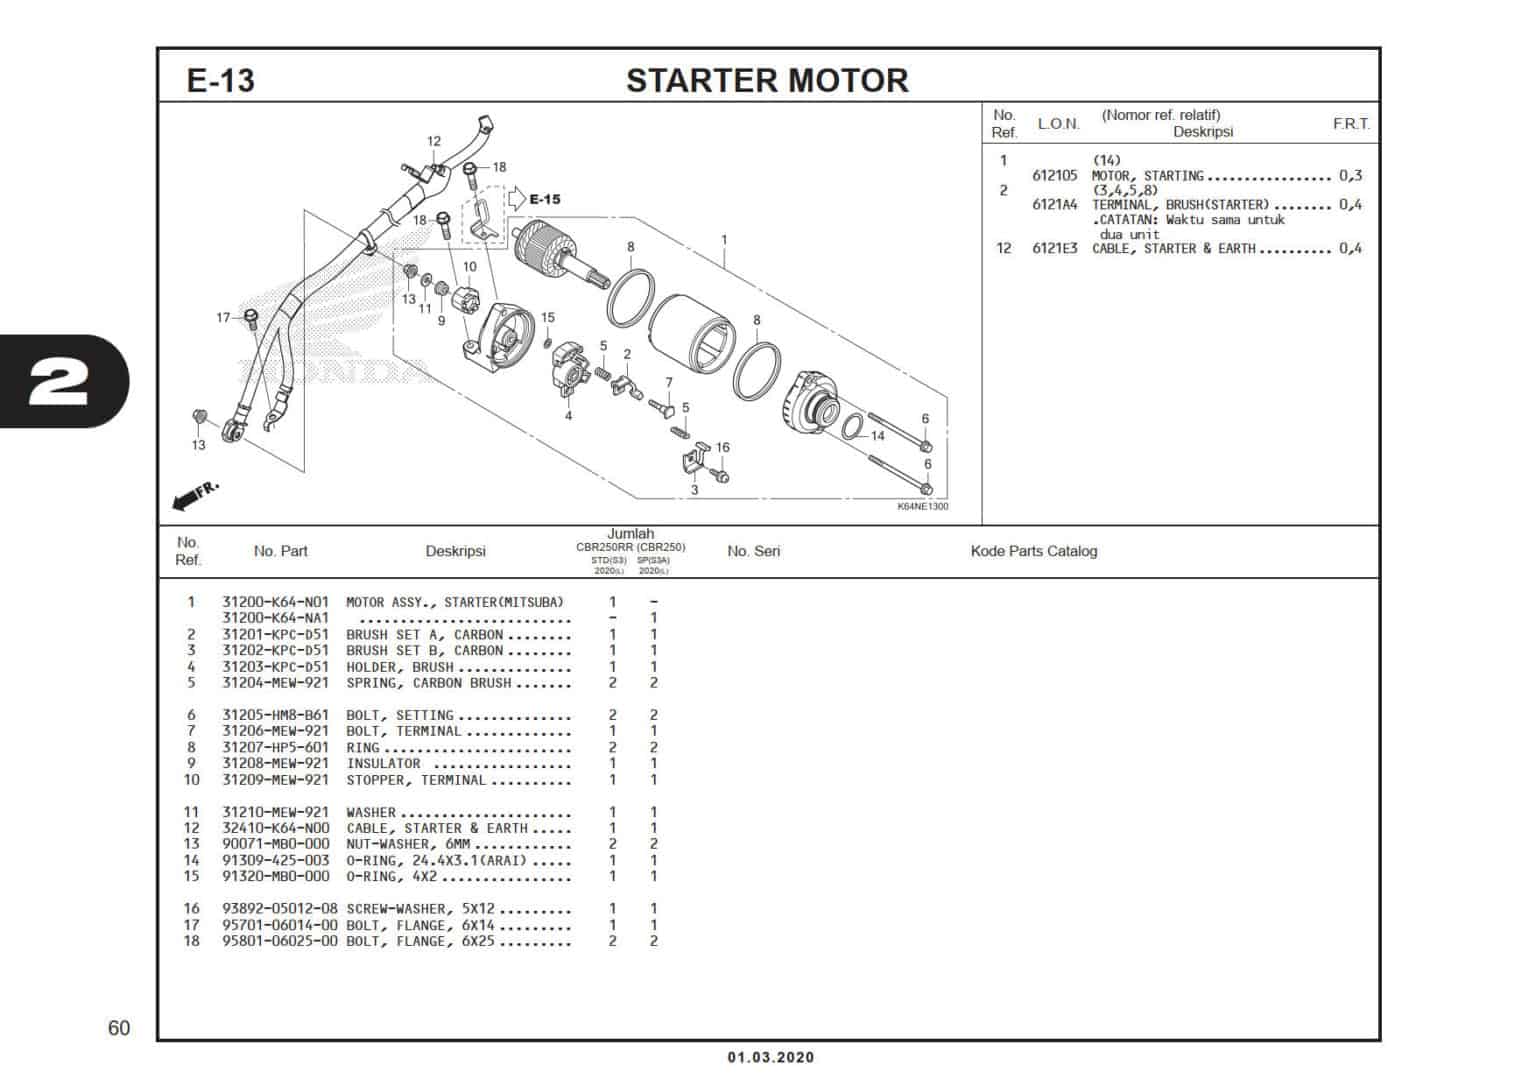 E-13 STARTER MOTOR
12
18
E-15
18
8
1
10
13
11
9
8
17
15
5
2
7
5
4
6
14
16
13
6
3
FR.
HONDA
K64NE1300
No. Ref. L.O.N. (Nomor ref. relatif) Deskripsi F.R.T.
1 (14)
612105 MOTOR, STARTING................. 0,3
2 (3,4,5,8)
6121A4 TERMINAL, BRUSH(STARTER)........ 0,4
.CATATAN: Waktu sama untuk
dua unit
12 6121E3 CABLE, STARTER & EARTH.......... 0,4
2
No. Ref. No. Part Deskripsi Jumlah No. Seri Kode Parts Catalog
CBR250RR (CBR250)
STD(S3) SP(S3A)
2020(L) 2020(L)
1 31200-K64-N01 MOTOR ASSY., STARTER(MITSUBA) 1 -
31200-K64-NA1 .......................... - 1
2 31201-KPC-D51 BRUSH SET A, CARBON........ 1 1
3 31202-KPC-D51 BRUSH SET B, CARBON........ 1 1
4 31203-KPC-D51 HOLDER, BRUSH.............. 1 1
5 31204-MEW-921 SPRING, CARBON BRUSH....... 2 2
6 31205-HM8-B61 BOLT, SETTING.............. 2 2
7 31206-MEW-921 BOLT, TERMINAL............. 1 1
8 31207-HP5-601 RING....................... 2 2
9 31208-MEW-921 INSULATOR ................. 1 1
10 31209-MEW-921 STOPPER, TERMINAL.......... 1 1
11 31210-MEW-921 WASHER..................... 1 1
12 32410-K64-N00 CABLE, STARTER & EARTH..... 1 1
13 90071-MB0-000 NUT-WASHER, 6MM............ 2 2
14 91309-425-003 O-RING, 24.4X3.1(ARAI)..... 1 1
15 91320-MB0-000 O-RING, 4X2................ 1 1
16 93892-05012-08 SCREW-WASHER, 5X12......... 1 1
17 95701-06014-00 BOLT, FLANGE, 6X14......... 1 1
18 95801-06025-00 BOLT, FLANGE, 6X25......... 2 2
60
01.03.2020